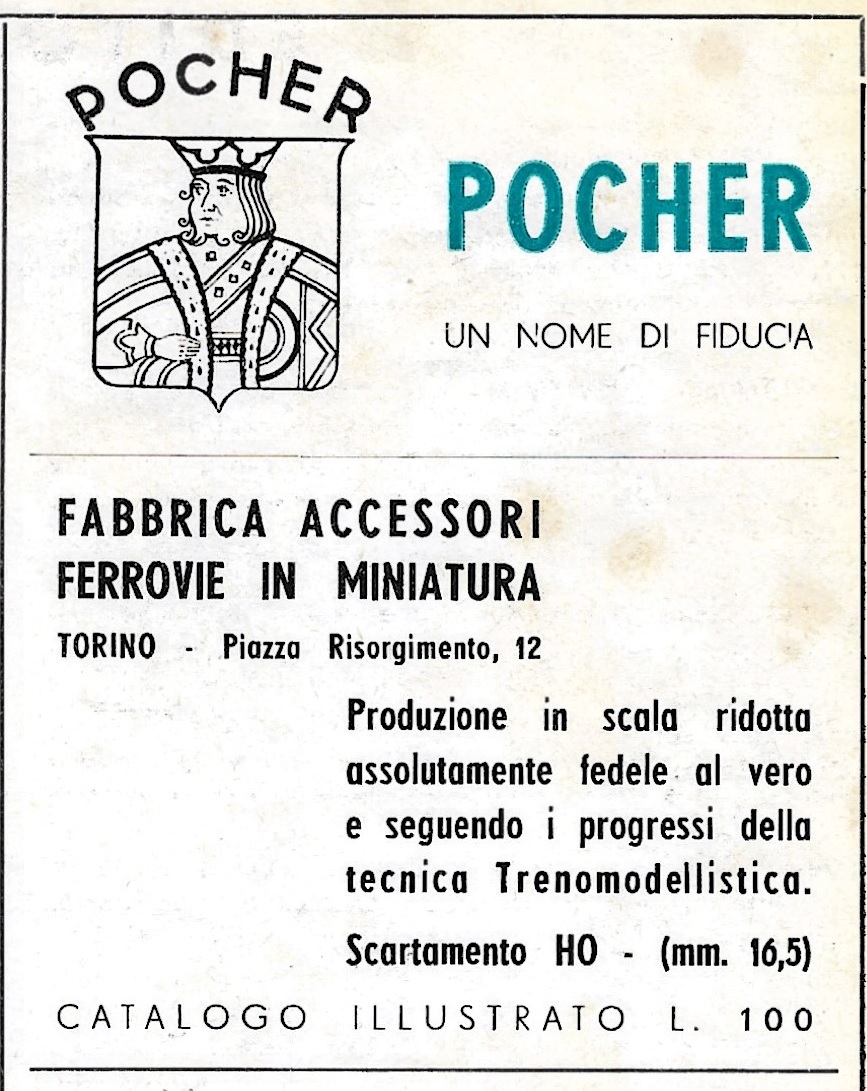 POCHER
POCHER
UN NOME DI FIDUCIA
FABBRICA ACCESSORI
FERROVIE IN MINIATURA
TORINO - Piazza Risorgimento, 12
Produzione in scala ridotta
assolutamente fedele al vero
e seguendo i progressi della
tecnica Trenomodellistica.
Scartamento HO - (mm. 16,5)
CATALOGO ILLUSTRATO L. 100